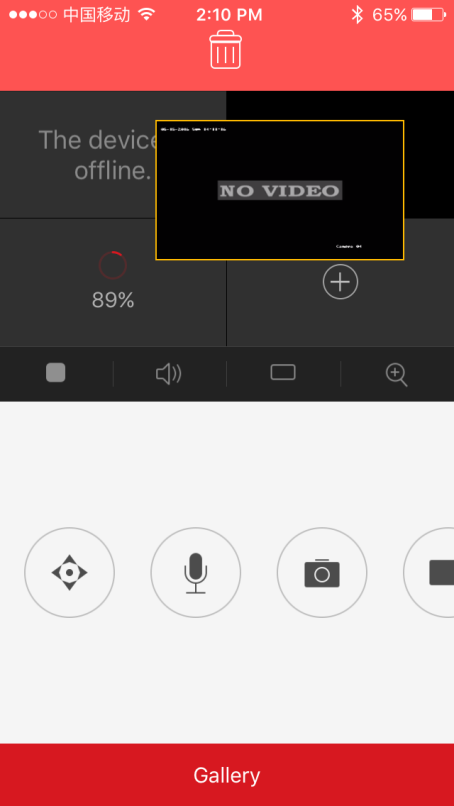 中国移动 2:10 PM 65%
The device
offline.
NO VIDEO
89%
Gallery